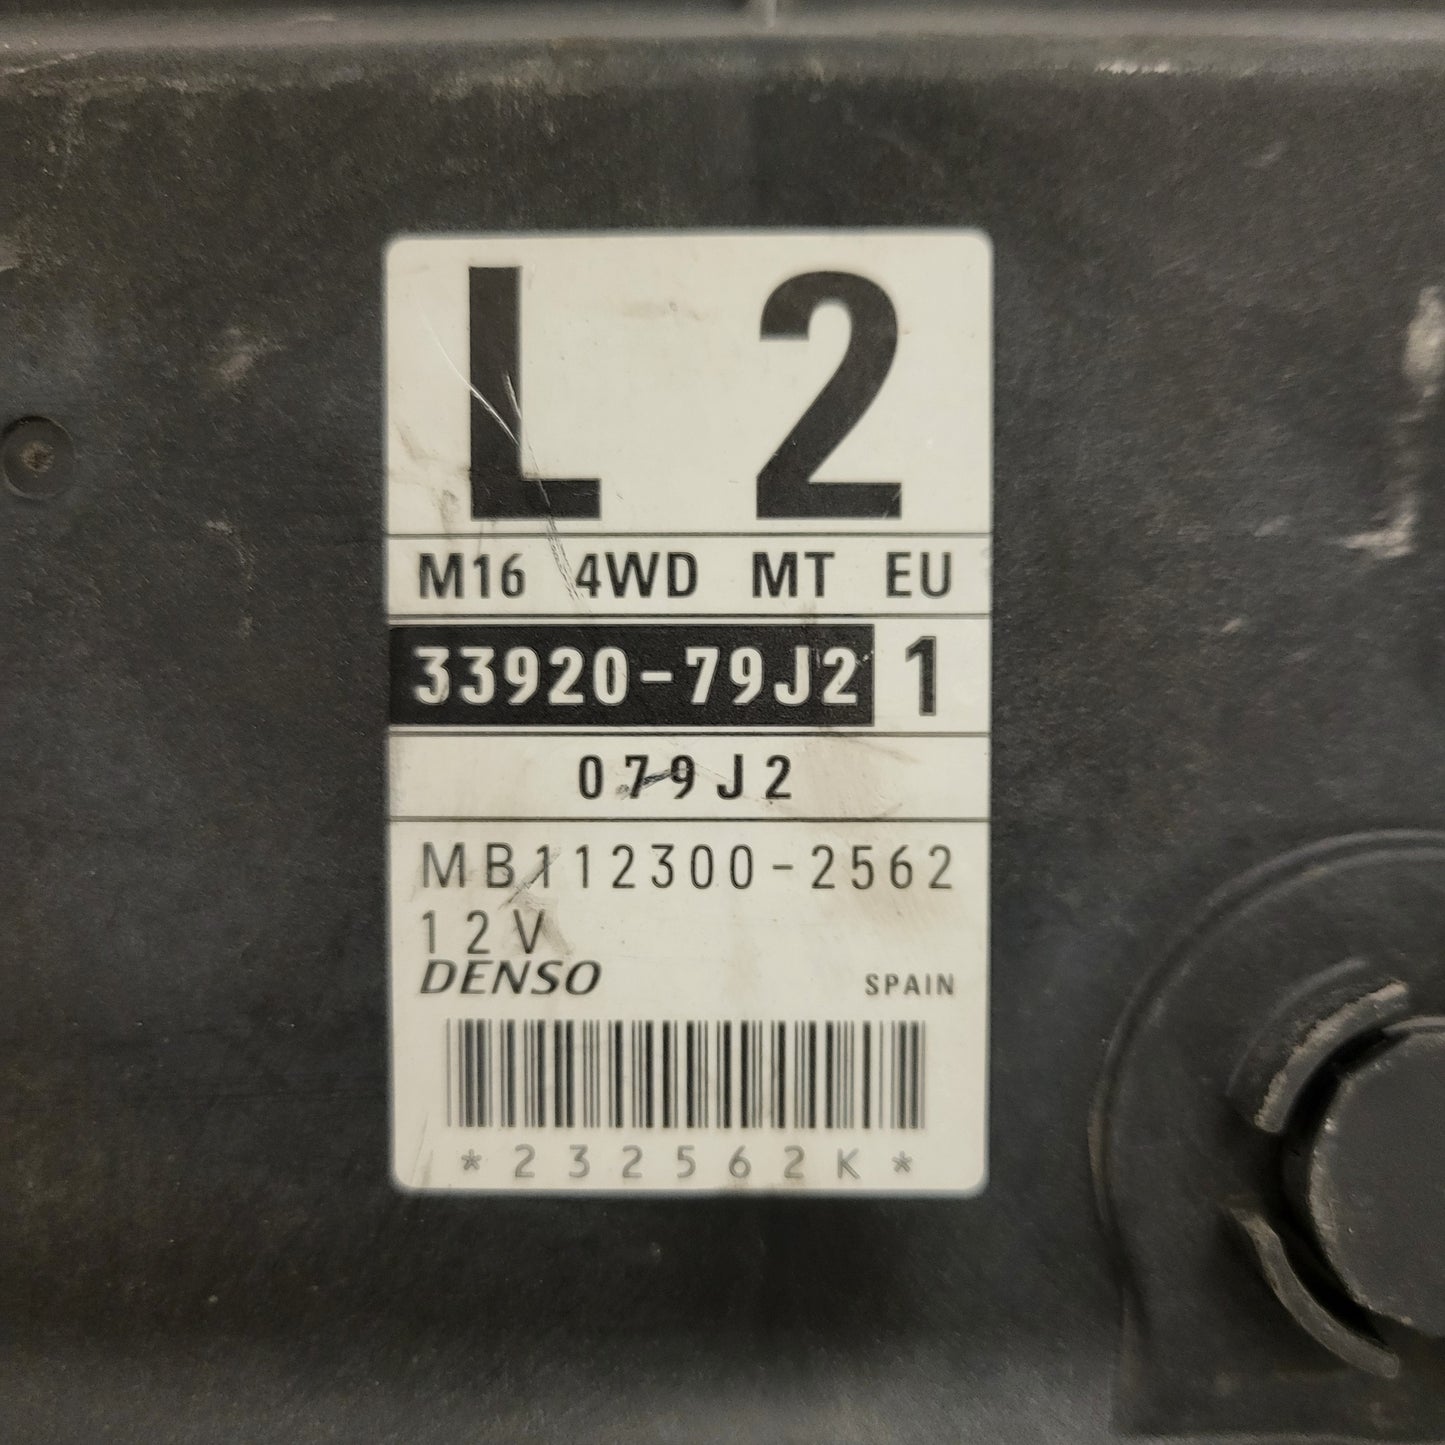 L 2
M16 4WD MT EU
33920-79J2 1
079J2
MB112300-2562
12V
DENSO SPAIN
*232562K*